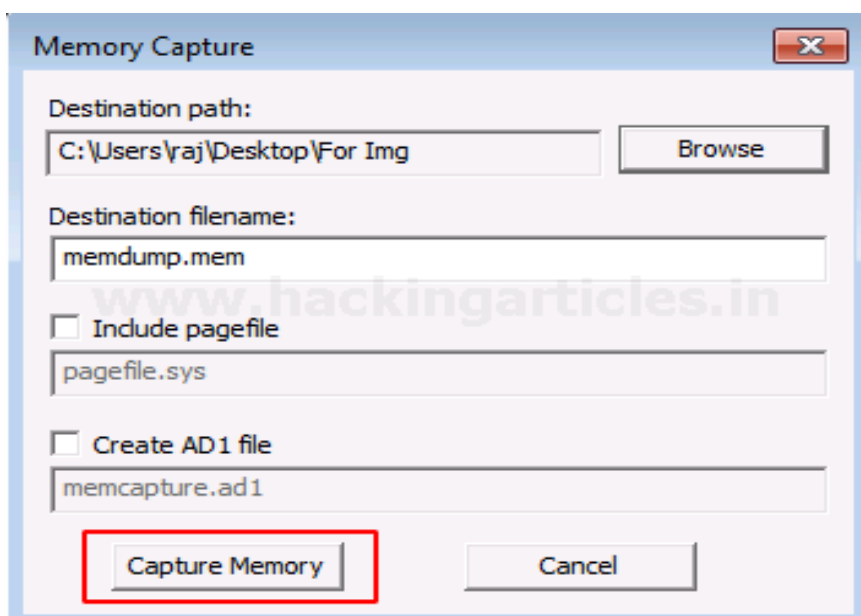 Memory Capture
Destination path:
C:\Users\raj\Desktop\For Img
Browse
Destination filename:
memdump.mem
www.hackingarticles.in
Include pagefile
pagefile.sys
Create AD1 file
memcapture.ad1
Capture Memory
Cancel